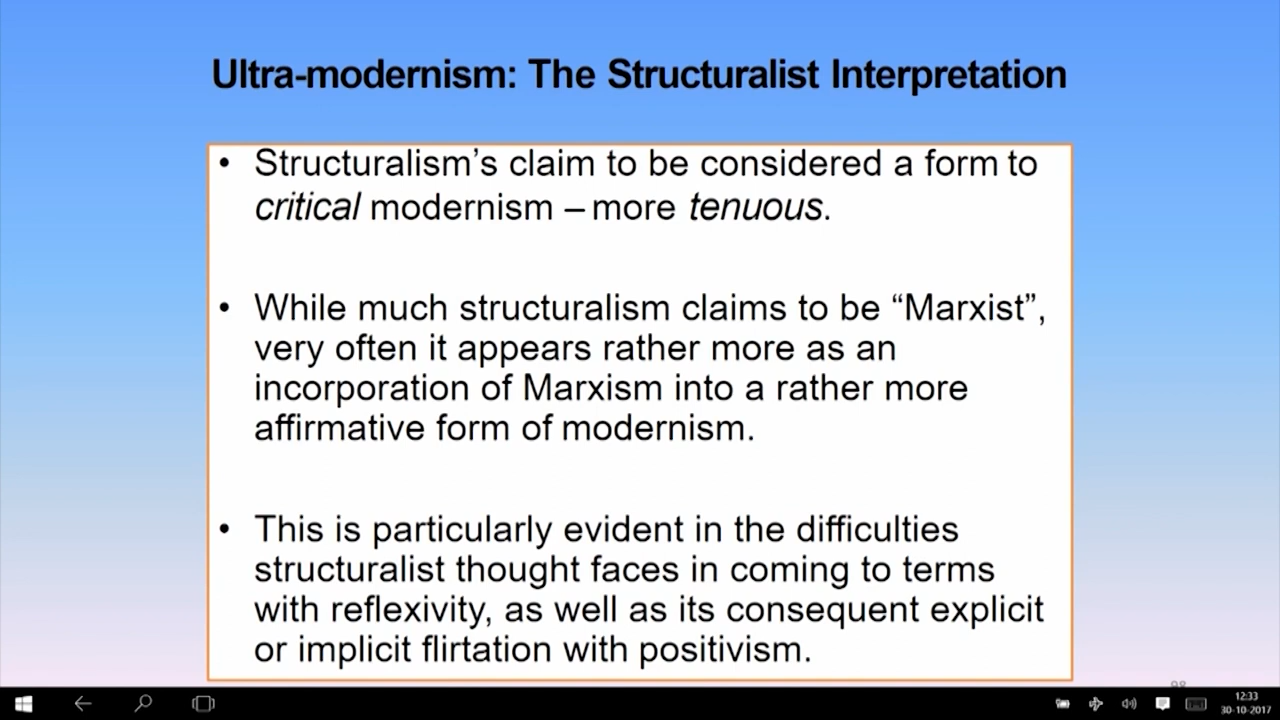 Ultra-modernism: The Structuralist Interpretation
• Structuralism’s claim to be considered a form to
critical modernism – more tenuous.
• While much structuralism claims to be “Marxist”,
very often it appears rather more as an
incorporation of Marxism into a rather more
affirmative form of modernism.
• This is particularly evident in the difficulties
structuralist thought faces in coming to terms
with reflexivity, as well as its consequent explicit
or implicit flirtation with positivism.
12:33
30-10-2017